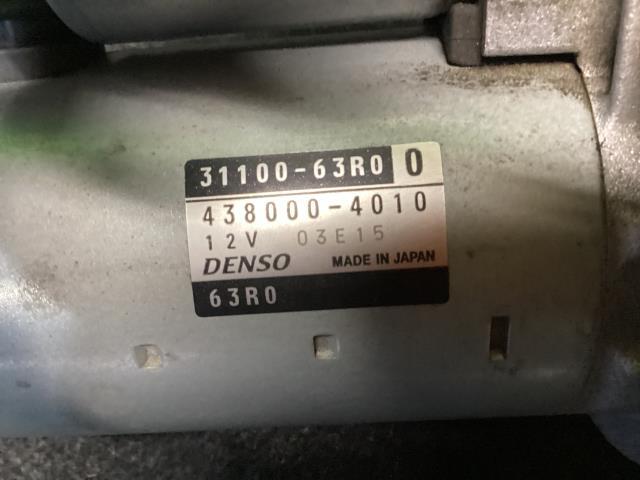 31100-63R0 0
438000-4010
12V 03E15
DENSO MADE IN JAPAN
63R0